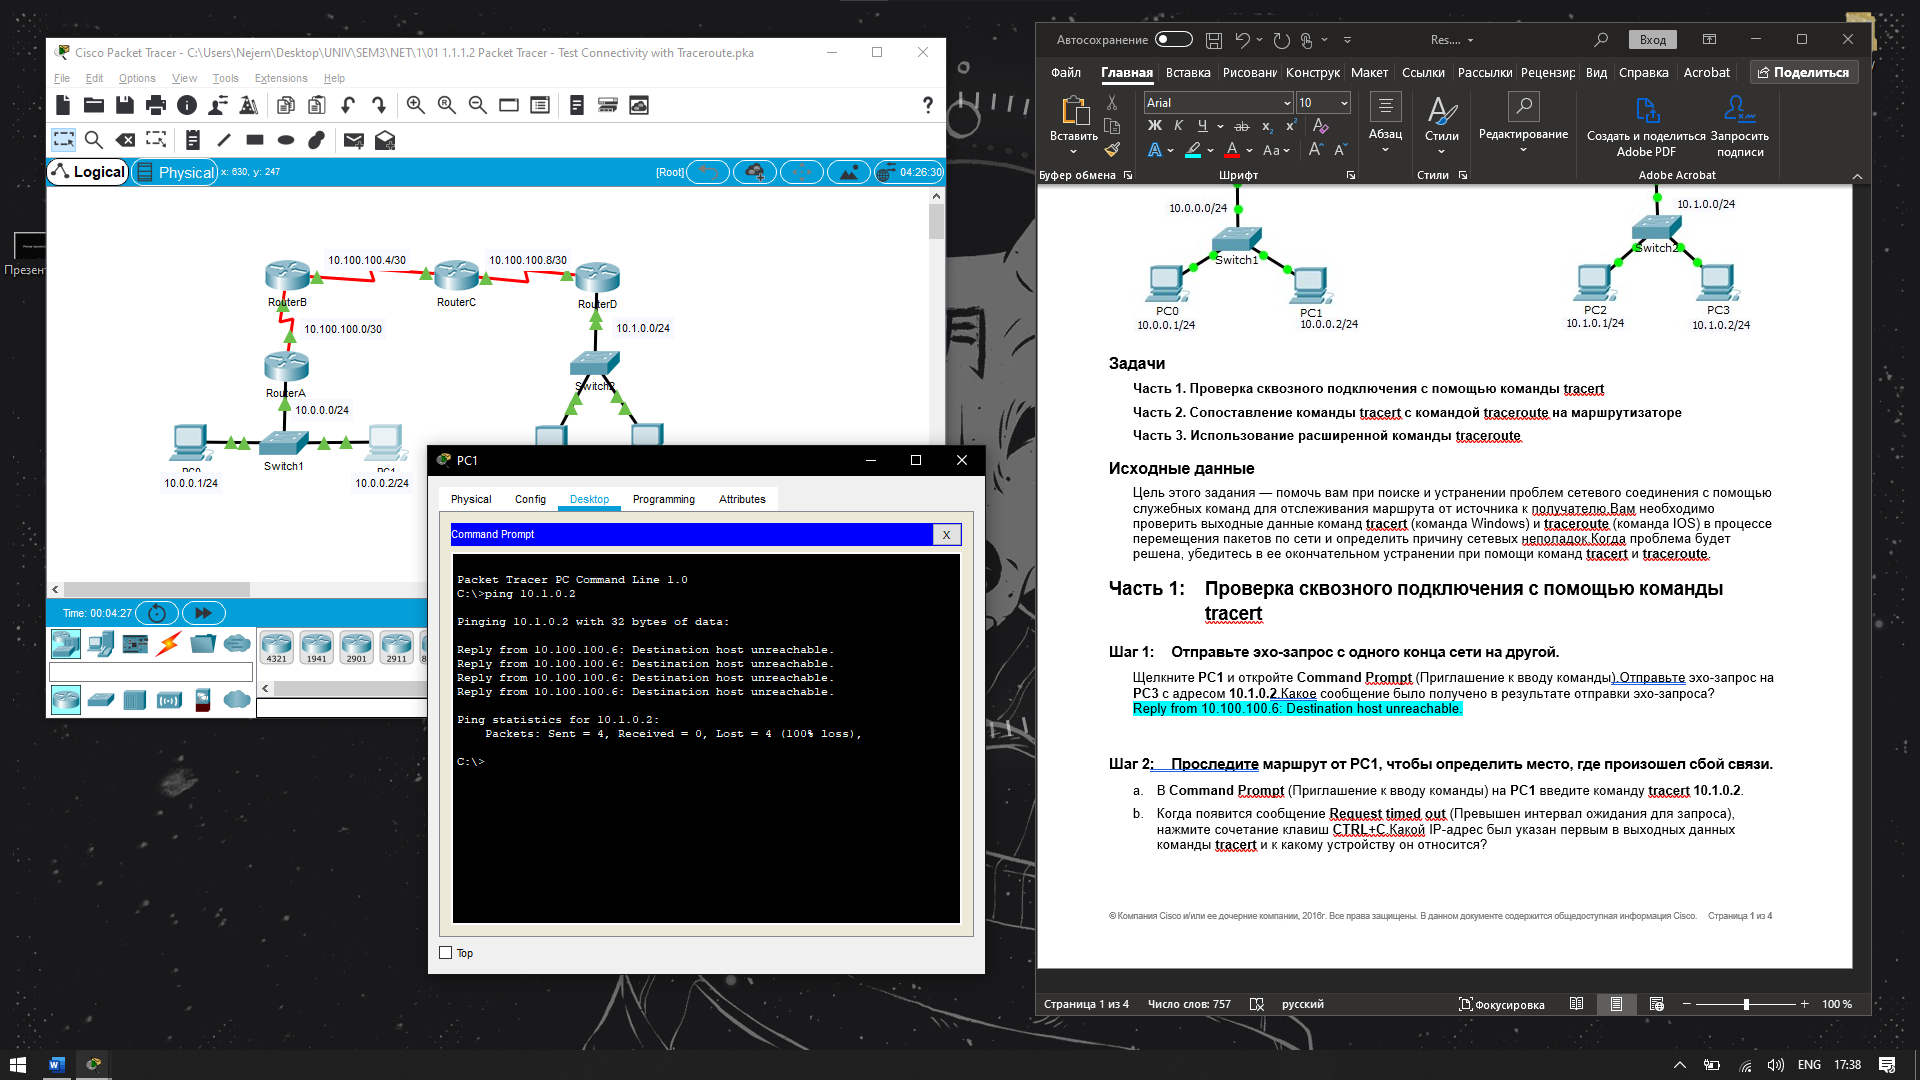 Cisco Packet Tracer - C:\Users\Nejern\Desktop\UNIV\SEM3\NET\1\01 1.1.1.2 Packet Tracer - Test Connectivity with Traceroute.pka
File Edit Options View Tools Extensions Help
?
Logical Physical x: 630, y: 247 [Root] 04:26:30
10.100.100.4/30 10.100.100.8/30
RouterB RouterC RouterD
10.100.100.0/30 10.1.0.0/24
RouterA Switch2
10.0.0.0/24
PC0 Switch1 PC1
10.0.0.1/24 10.0.0.2/24
Time: 00:04:27
4321 1941 2901 2911
PC1
Physical Config Desktop Programming Attributes
Command Prompt X
Packet Tracer PC Command Line 1.0
C:\>ping 10.1.0.2
Pinging 10.1.0.2 with 32 bytes of data:
Reply from 10.100.100.6: Destination host unreachable.
Reply from 10.100.100.6: Destination host unreachable.
Reply from 10.100.100.6: Destination host unreachable.
Reply from 10.100.100.6: Destination host unreachable.
Ping statistics for 10.1.0.2:
Packets: Sent = 4, Received = 0, Lost = 4 (100% loss),
C:\>
Top
Презент
Автосохранение Res.... Вход
Файл Главная Вставка Рисовани Конструк Макет Ссылки Рассылки Рецензир Вид Справка Acrobat Поделиться
Вставить Arial 10 Абзац Стили Редактирование Создать и поделиться Adobe PDF Запросить подписи
Ж К Ч ab x₂ x² A
A A Aa A A
Буфер обмена Шрифт Стили Adobe Acrobat
10.0.0.0/24 10.1.0.0/24
Switch1 Switch2
PC0 PC1 PC2 PC3
10.0.0.1/24 10.0.0.2/24 10.1.0.1/24 10.1.0.2/24
Задачи
Часть 1. Проверка сквозного подключения с помощью команды tracert
Часть 2. Сопоставление команды tracert с командой traceroute на маршрутизаторе
Часть 3. Использование расширенной команды traceroute
Исходные данные
Цель этого задания — помочь вам при поиске и устранении проблем сетевого соединения с помощью
служебных команд для отслеживания маршрута от источника к получателю.Вам необходимо
проверить выходные данные команд tracert (команда Windows) и traceroute (команда IOS) в процессе
перемещения пакетов по сети и определить причину сетевых неполадок.Когда проблема будет
решена, убедитесь в ее окончательном устранении при помощи команд tracert и traceroute.
Часть 1: Проверка сквозного подключения с помощью команды
tracert
Шаг 1: Отправьте эхо-запрос с одного конца сети на другой.
Щелкните PC1 и откройте Command Prompt (Приглашение к вводу команды).Отправьте эхо-запрос на
PC3 с адресом 10.1.0.2.Какое сообщение было получено в результате отправки эхо-запроса?
Reply from 10.100.100.6: Destination host unreachable.
Шаг 2: Проследите маршрут от PC1, чтобы определить место, где произошел сбой связи.
a. В Command Prompt (Приглашение к вводу команды) на PC1 введите команду tracert 10.1.0.2.
b. Когда появится сообщение Request timed out (Превышен интервал ожидания для запроса),
нажмите сочетание клавиш CTRL+C.Какой IP-адрес был указан первым в выходных данных
команды tracert и к какому устройству он относится?
© Компания Cisco и/или ее дочерние компании, 2016г. Все права защищены. В данном документе содержится общедоступная информация Cisco. Страница 1 из 4
Страница 1 из 4 Число слов: 757 русский Фокусировка 100 %
ENG 17:38